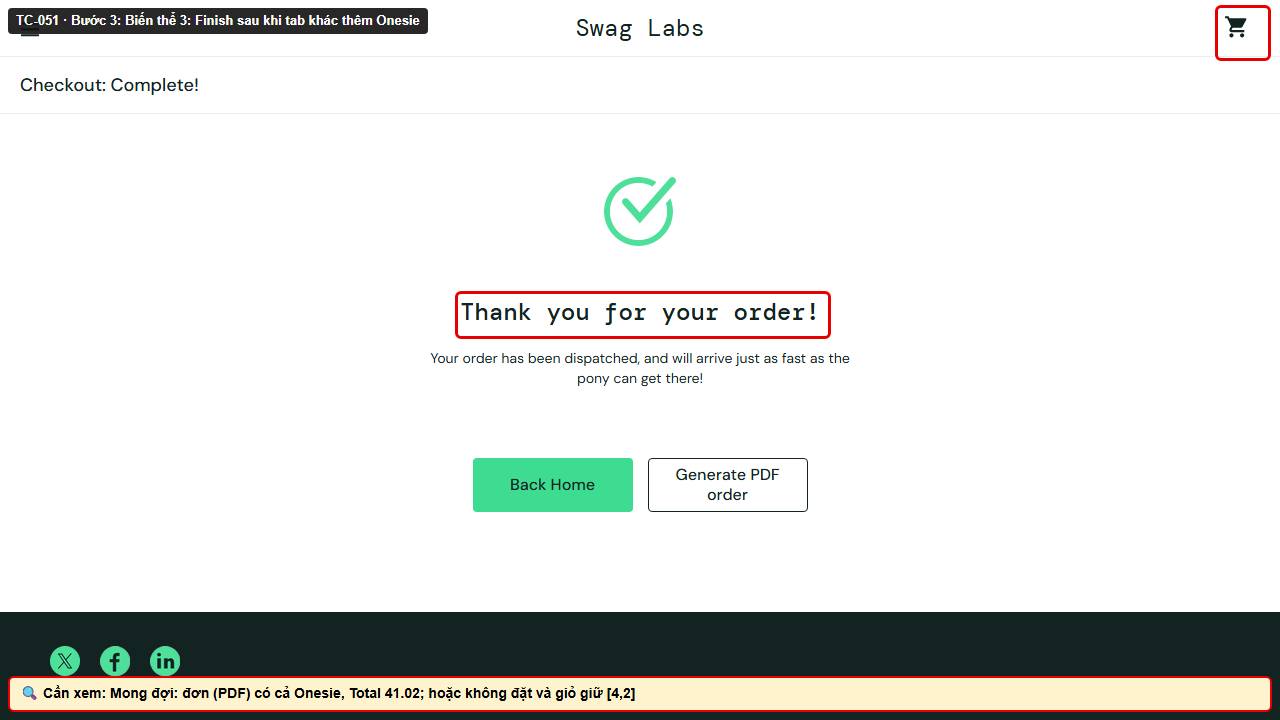 TC-051 · Bước 3: Biến thể 3: Finish sau khi tab khác thêm Onesie
Swag Labs
Checkout: Complete!
Thank you for your order!
Your order has been dispatched, and will arrive just as fast as the
pony can get there!
Back Home
Generate PDF
order
Cần xem: Mong đợi: đơn (PDF) có cả Onesie, Total 41.02; hoặc không đặt và giỏ giữ [4,2]